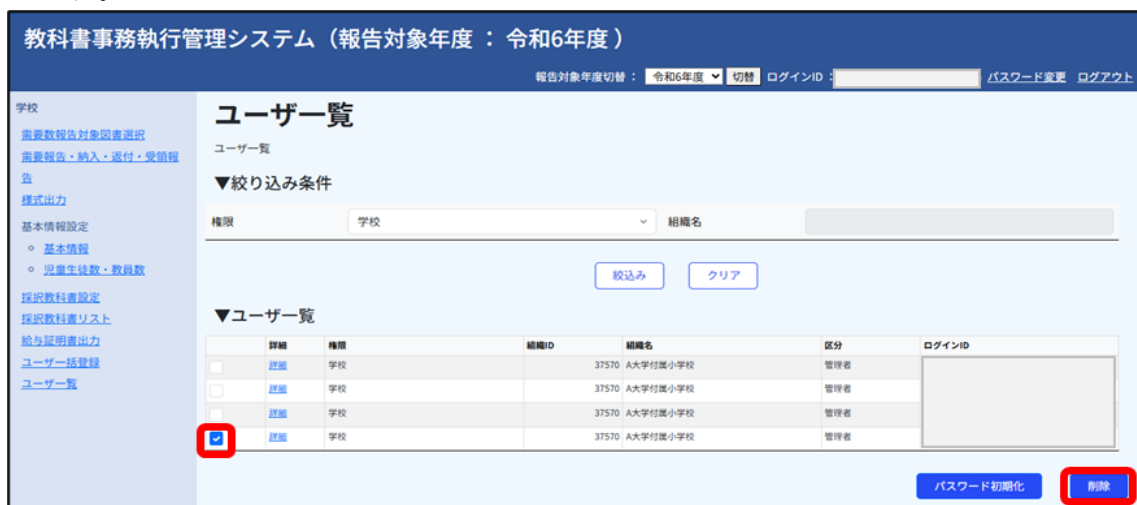 教科書事務執行管理システム（報告対象年度 ： 令和6年度 ）
報告対象年度切替 ： 令和6年度 切替 ログインID : パスワード変更 ログアウト
学校
需要数報告対象図書選択
需要報告・納入・返付・受領報
告
様式出力
基本情報設定
基本情報
児童生徒数・教員数
採択教科書設定
採択教科書リスト
給与証明書出力
ユーザー括登録
ユーザ一覧
ユーザ一覧
ユーザ一覧
▼絞り込み条件
権限 学校 組織名
絞込み クリア
▼ユーザ一覧
詳細 権限 組織ID 組織名 区分 ログインID
詳細 学校 37570 A大学付属小学校 管理者
詳細 学校 37570 A大学付属小学校 管理者
詳細 学校 37570 A大学付属小学校 管理者
詳細 学校 37570 A大学付属小学校 管理者
パスワード初期化 削除